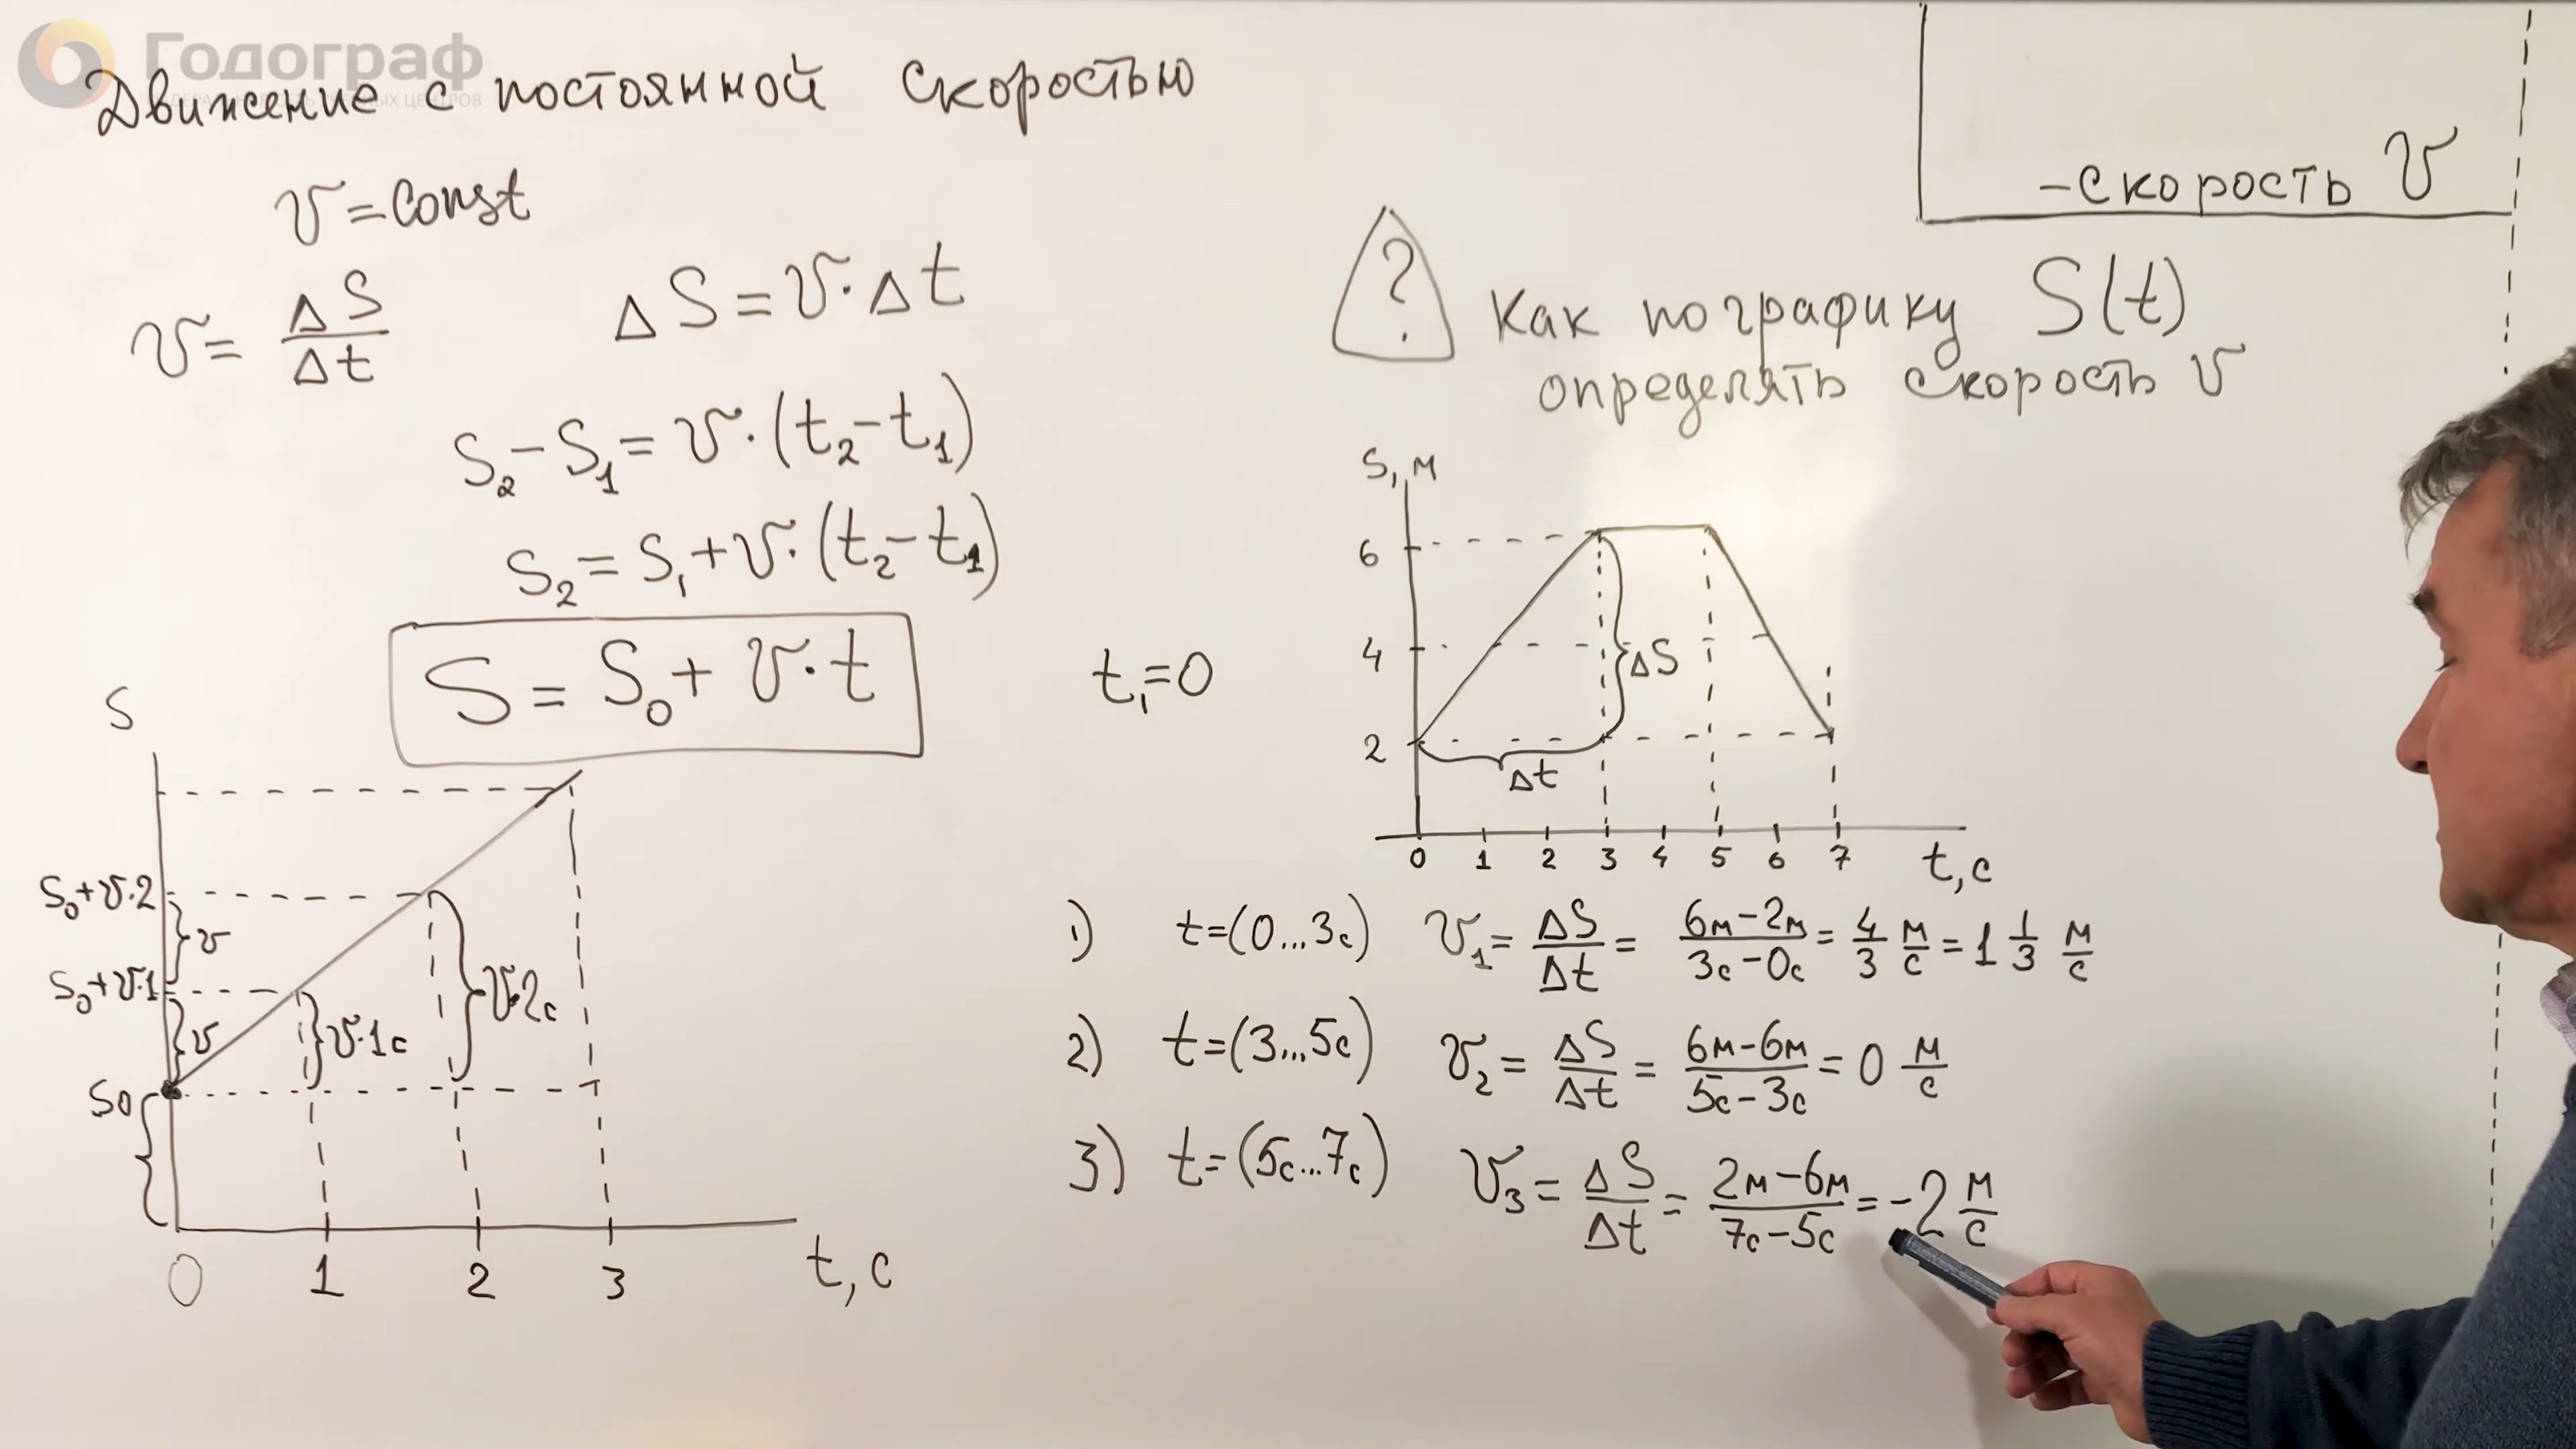 Годограф
Движение с постоянной скоростью
v = const
v = ΔS/Δt
ΔS = v·Δt
S₂ - S₁ = v·(t₂ - t₁)
S₂ = S₁ + v·(t₂ - t₁)
S = S₀ + v·t
t₁ = 0
S
S₀+v·2
v
S₀+v·1
v
S0
v·1с
v·2с
0 1 2 3 t, с
-скорость v
?
Как по графику S(t)
определять скорость v
S, м
6
4
2
ΔS
Δt
0 1 2 3 4 5 6 7 t, с
1) t=(0...3с) v₁ = ΔS/Δt = (6м-2м)/(3с-0с) = 4/3 м/с = 1 1/3 м/с
2) t=(3...5с) v₂ = ΔS/Δt = (6м-6м)/(5с-3с) = 0 м/с
3) t=(5с...7с) v₃ = ΔS/Δt = (2м-6м)/(7с-5с) = -2 м/с